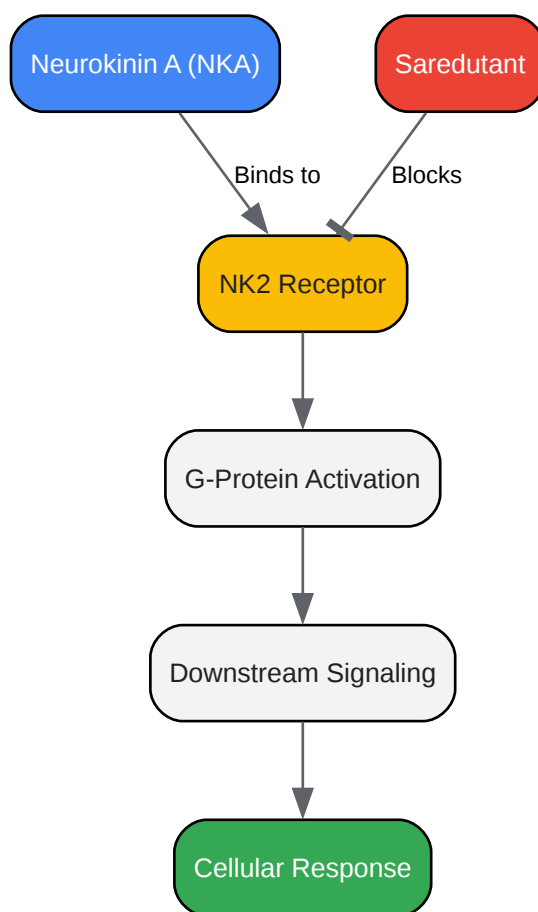 Neurokinin A (NKA)
Saredutant
Binds to
Blocks
NK2 Receptor
G-Protein Activation
Downstream Signaling
Cellular Response